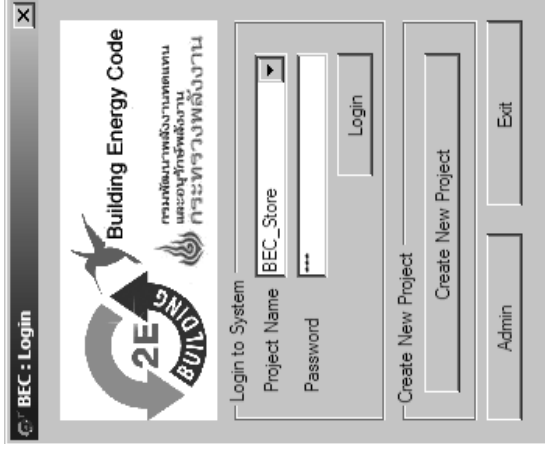 BEC : Login
2E
BUILDING
Building Energy Code
กรมพัฒนาพลังงานทดแทน
และอนุรักษ์พลังงาน
กระทรวงพลังงาน
Login to System
Project Name BEC_Store
Password ***
Login
Create New Project
Create New Project
Admin
Exit